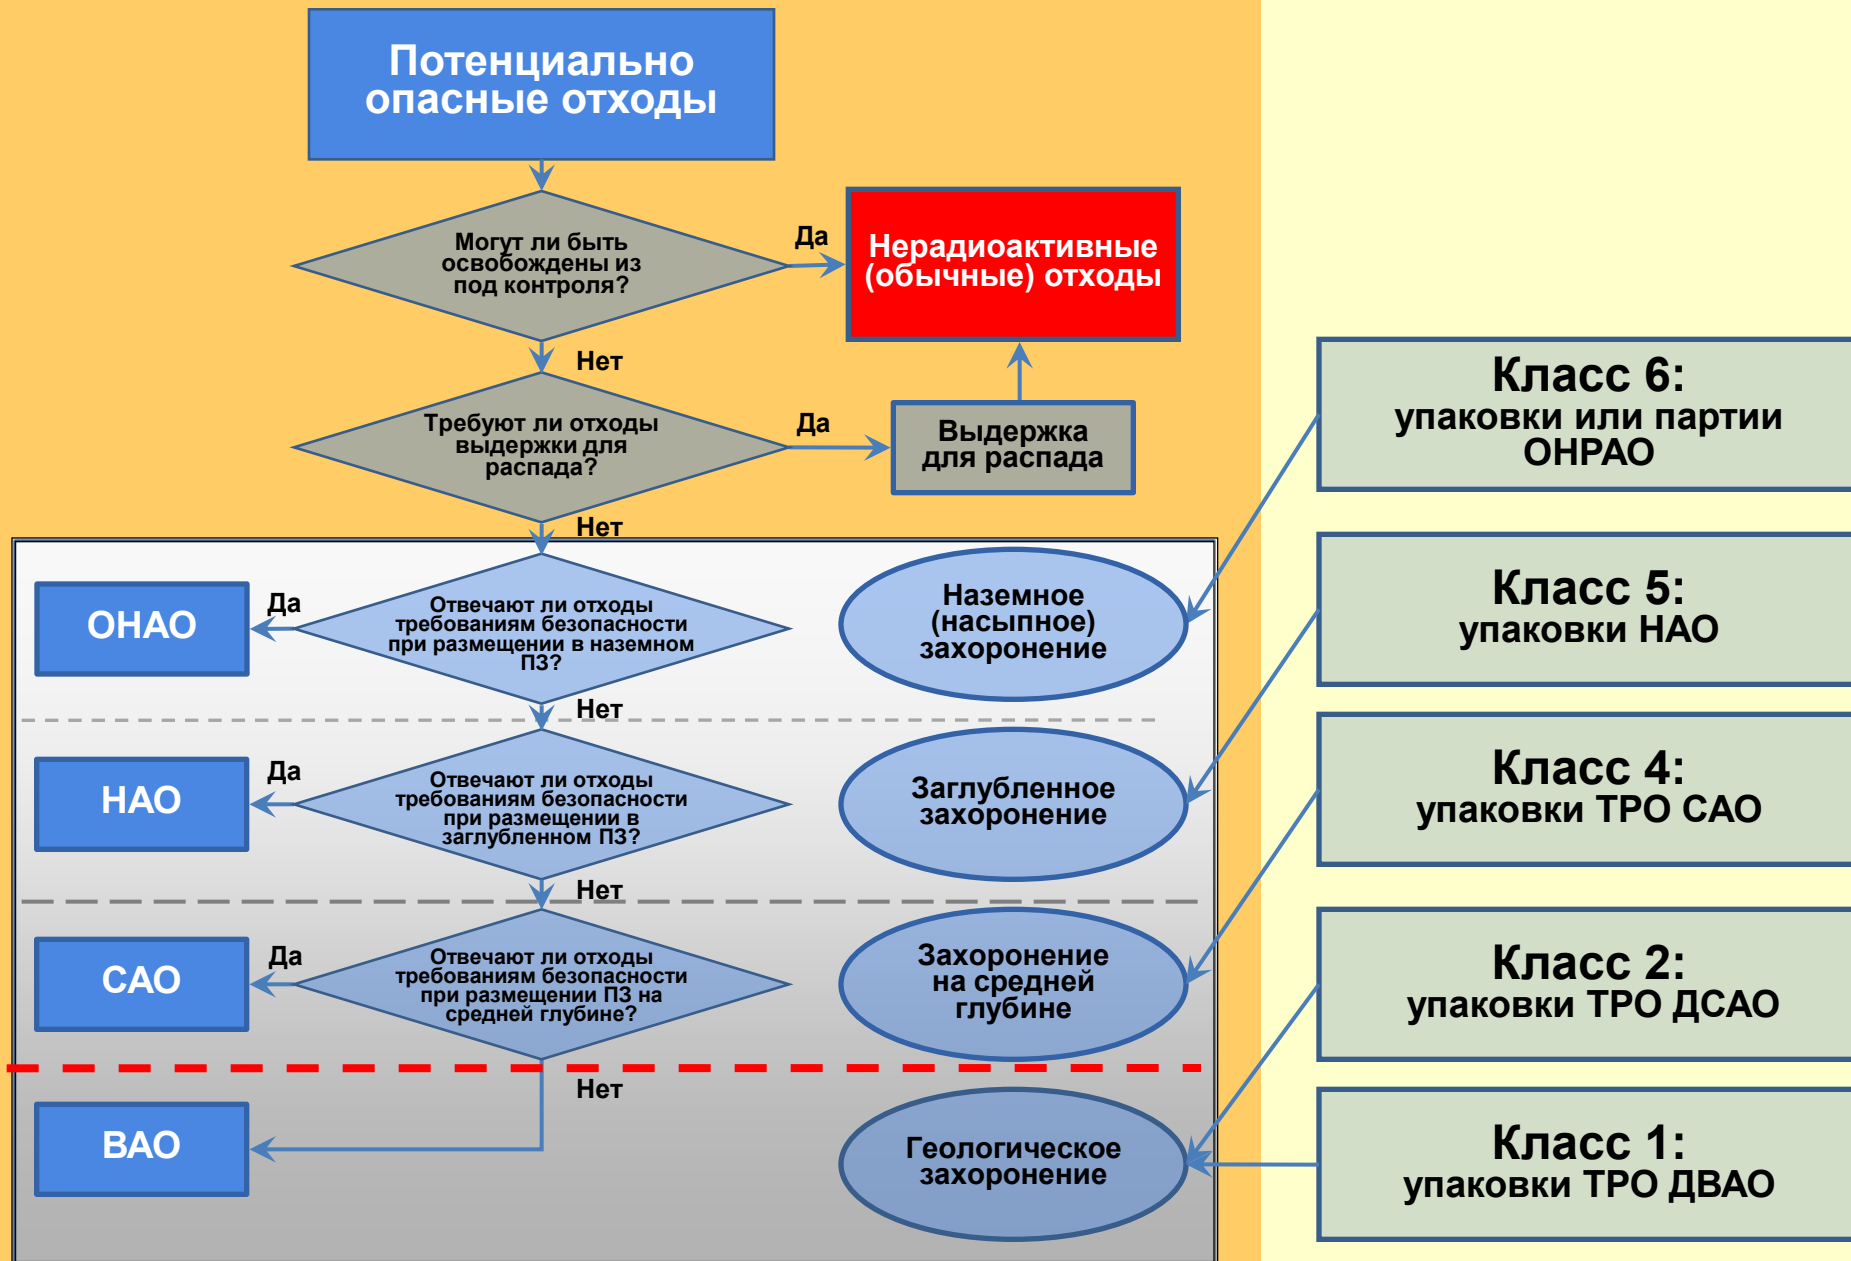 Потенциально
опасные отходы
Могут ли быть
освобождены из
под контроля?
Да
Нерадиоактивные
(обычные) отходы
Нет
Требуют ли отходы
выдержки для
распада?
Да
Выдержка
для распада
Нет
ОНАО
Да
Отвечают ли отходы
требованиям безопасности
при размещении в наземном
ПЗ?
Наземное
(насыпное)
захоронение
Нет
НАО
Да
Отвечают ли отходы
требованиям безопасности
при размещении в
заглубленном ПЗ?
Заглубленное
захоронение
Нет
САО
Да
Отвечают ли отходы
требованиям безопасности
при размещении ПЗ на
средней глубине?
Захоронение
на средней
глубине
Нет
ВАО
Геологическое
захоронение
Класс 6:
упаковки или партии
ОНРАО
Класс 5:
упаковки НАО
Класс 4:
упаковки ТРО САО
Класс 2:
упаковки ТРО ДСАО
Класс 1:
упаковки ТРО ДВАО